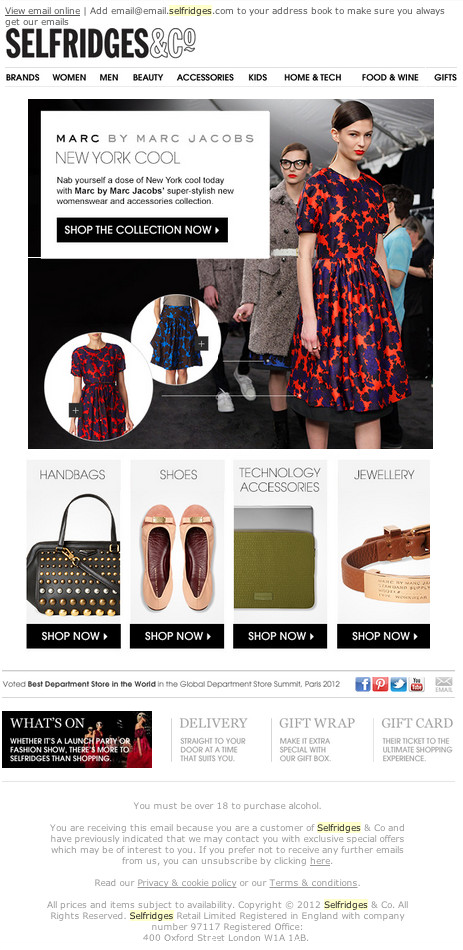 View email online | Add email@email.selfridges.com to your address book to make sure you always
get our emails
SELFRIDGES&Cº
BRANDS WOMEN MEN BEAUTY ACCESSORIES KIDS HOME & TECH FOOD & WINE GIFTS
MARC BY MARC JACOBS
NEW YORK COOL
Nab yourself a dose of New York cool today
with Marc by Marc Jacobs' super-stylish new
womenswear and accessories collection.
SHOP THE COLLECTION NOW
HANDBAGS
SHOP NOW
SHOES
SHOP NOW
TECHNOLOGY
ACCESSORIES
SHOP NOW
JEWELLERY
SHOP NOW
Voted Best Department Store in the World in the Global Department Store Summit, Paris 2012
You Tube
EMAIL
WHAT'S ON
WHETHER IT'S A LAUNCH PARTY OR
FASHION SHOW, THERE'S MORE TO
SELFRIDGES THAN SHOPPING.
DELIVERY
STRAIGHT TO YOUR
DOOR AT A TIME
THAT SUITS YOU.
GIFT WRAP
MAKE IT EXTRA
SPECIAL WITH
OUR GIFT BOX.
GIFT CARD
THEIR TICKET TO THE
ULTIMATE SHOPPING
EXPERIENCE.
You must be over 18 to purchase alcohol.
You are receiving this email because you are a customer of Selfridges & Co and
have previously indicated that we may contact you with exclusive special offers
which may be of interest to you. If you prefer not to receive any further emails
from us, you can unsubscribe by clicking here.
Read our Privacy & cookie policy or our Terms & conditions.
All prices and items subject to availability. Copyright © 2012 Selfridges & Co. All
Rights Reserved. Selfridges Retail Limited Registered in England with company
number 97117 Registered Office:
400 Oxford Street London W1A 1AB.